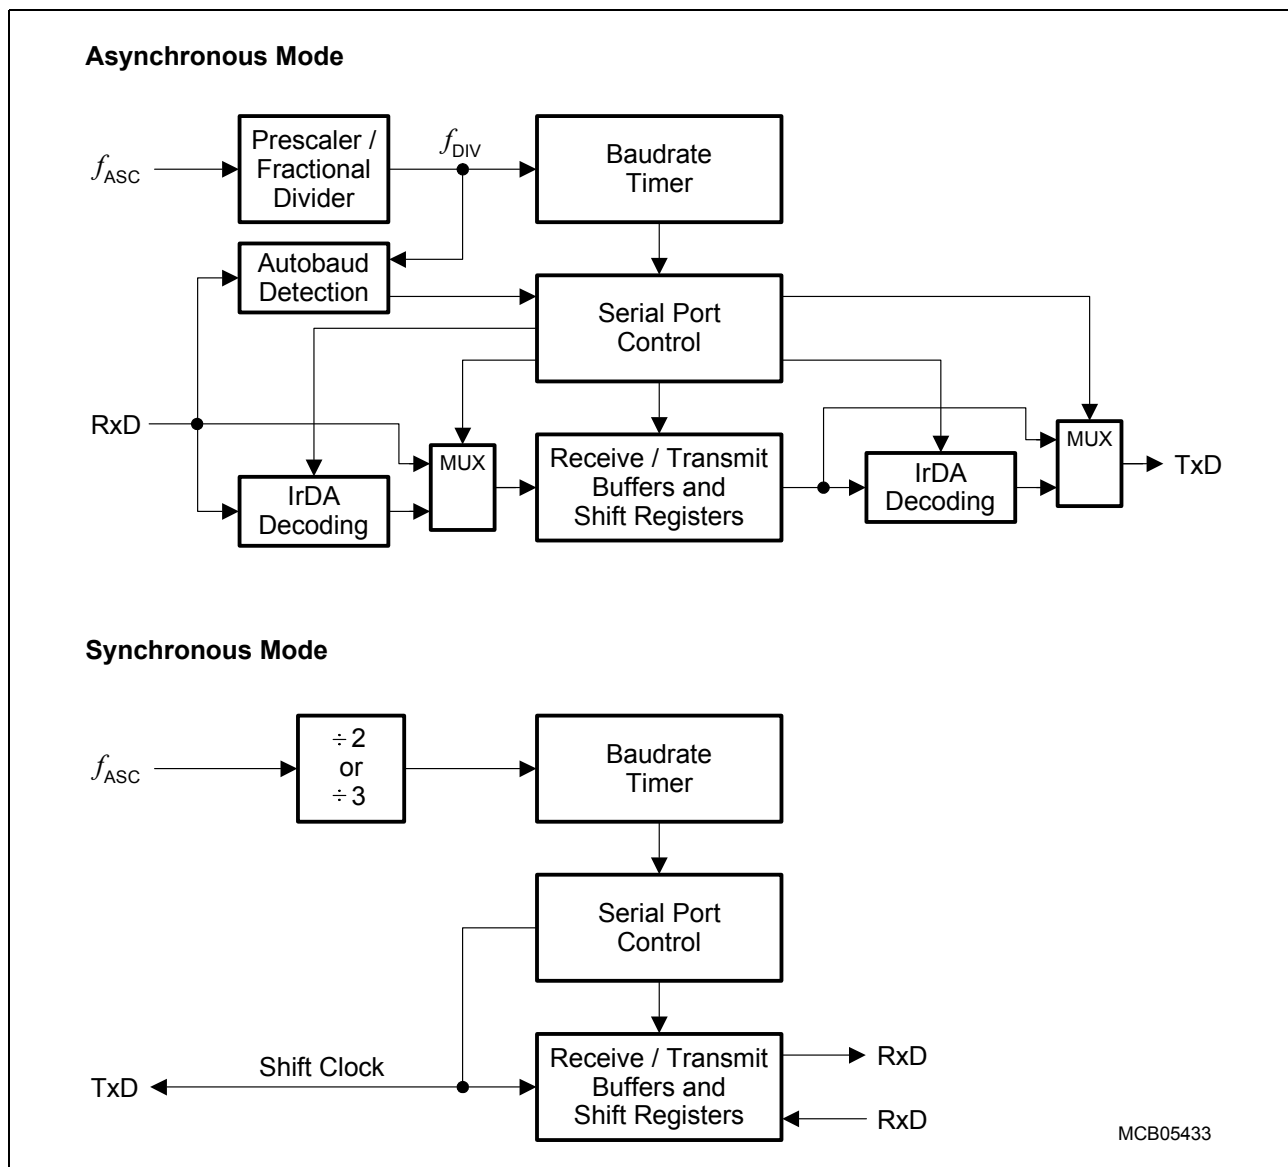 Asynchronous Mode
Prescaler /
Fractional
Divider
fASC
fDIV
Baudrate
Timer
Autobaud
Detection
Serial Port
Control
RxD
MUX
IrDA
Decoding
Receive / Transmit
Buffers and
Shift Registers
IrDA
Decoding
MUX
TxD
Synchronous Mode
fASC
÷2
or
÷3
Baudrate
Timer
Serial Port
Control
TxD
Shift Clock
Receive / Transmit
Buffers and
Shift Registers
RxD
RxD
MCB05433